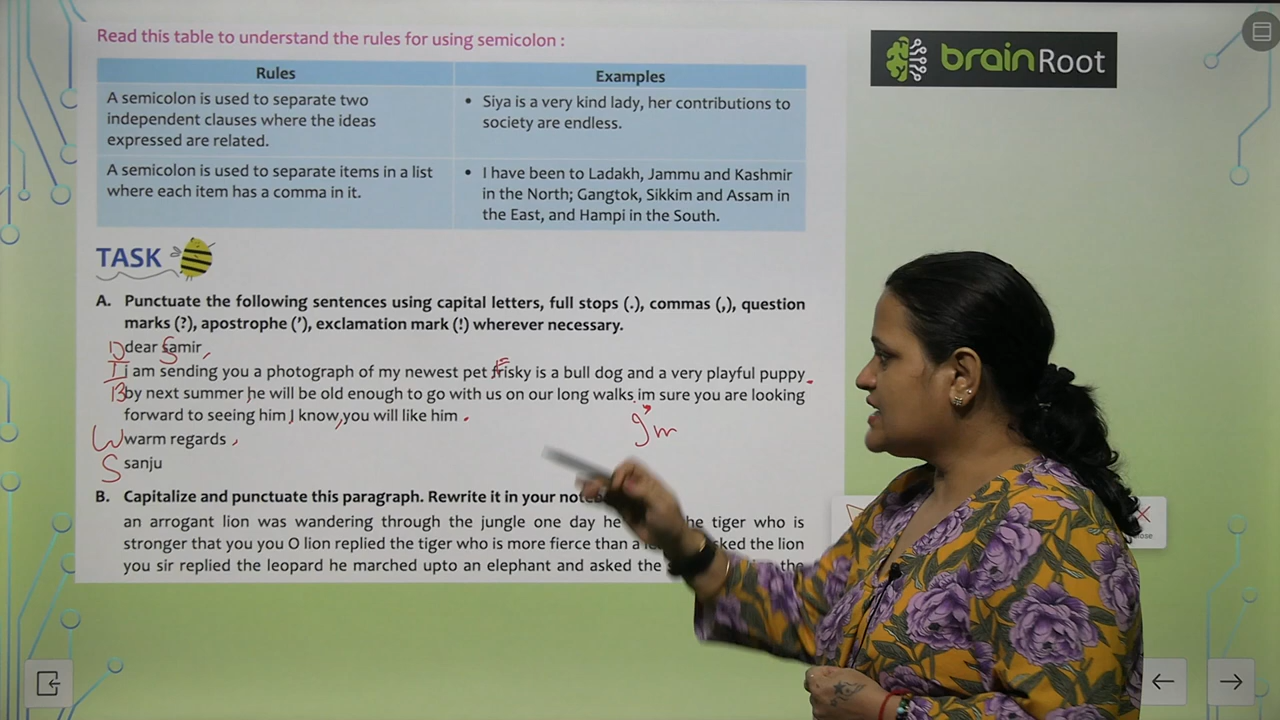 Read this table to understand the rules for using semicolon :
brainRoot
Rules
Examples
A semicolon is used to separate two
independent clauses where the ideas
expressed are related.
• Siya is a very kind lady, her contributions to
society are endless.
A semicolon is used to separate items in a list
where each item has a comma in it.
• I have been to Ladakh, Jammu and Kashmir
in the North; Gangtok, Sikkim and Assam in
the East, and Hampi in the South.
TASK
A. Punctuate the following sentences using capital letters, full stops (.), commas (,), question
marks (?), apostrophe (’), exclamation mark (!) wherever necessary.
D dear S samir,
I i am sending you a photograph of my newest pet F frisky is a bull dog and a very playful puppy.
B by next summer he will be old enough to go with us on our long walks. im sure you are looking
forward to seeing him I know, you will like him.
I'm
W warm regards,
S sanju
B. Capitalize and punctuate this paragraph. Rewrite it in your
an arrogant lion was wandering through the jungle one day he he tiger who is
stronger that you you O lion replied the tiger who is more fierce than a sked the lion
you sir replied the leopard he marched upto an elephant and asked the